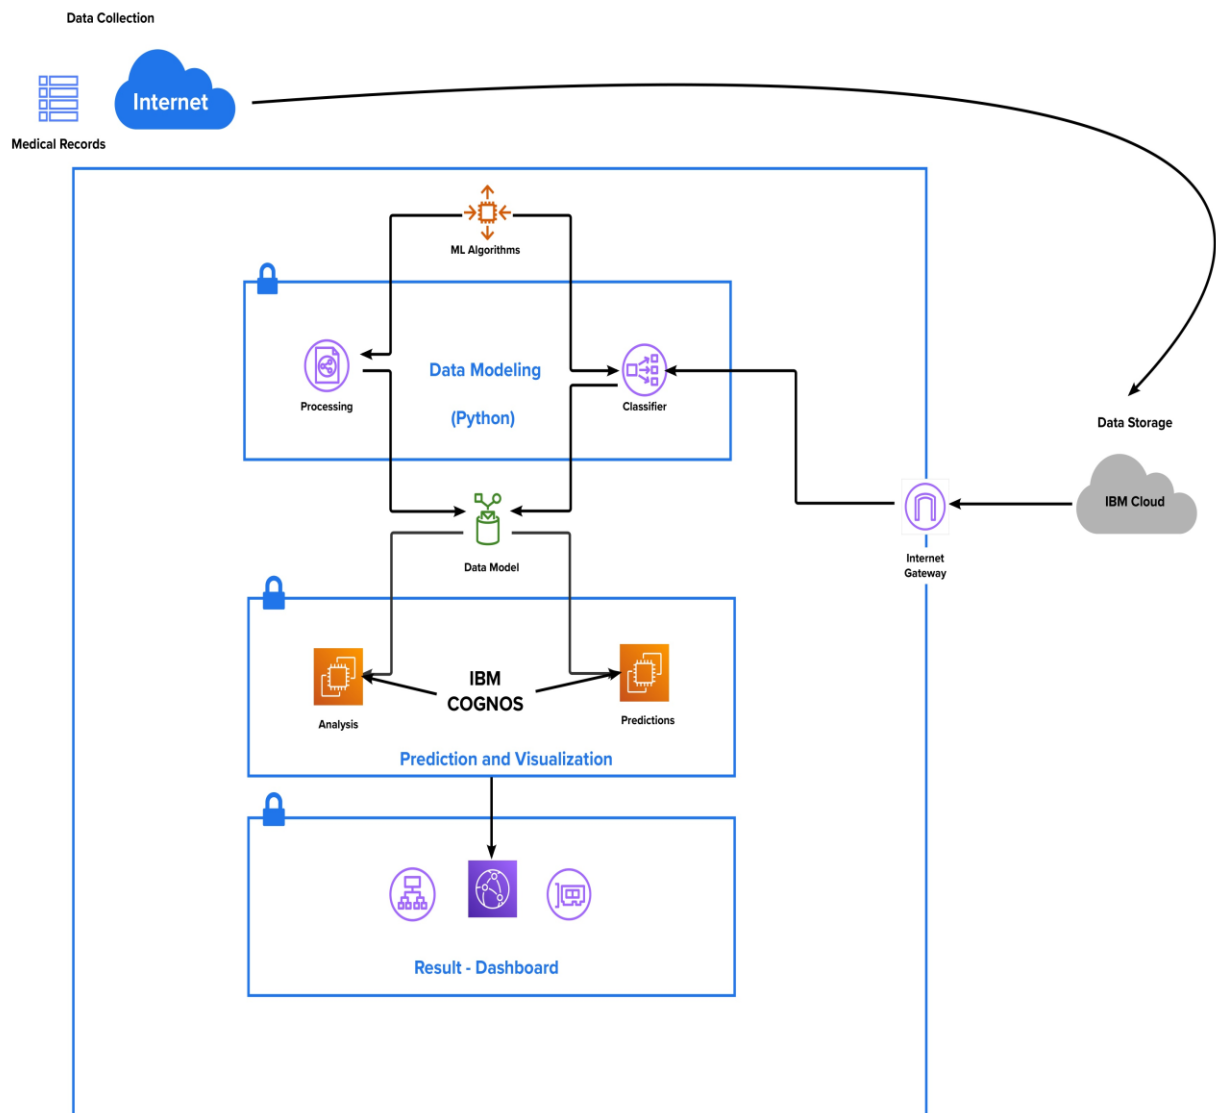 Data Collection
Internet
Medical Records
ML Algorithms
Data Modeling
(Python)
Processing
Classifier
Data Storage
IBM Cloud
Internet
Gateway
Data Model
IBM
COGNOS
Analysis
Predictions
Prediction and Visualization
Result - Dashboard